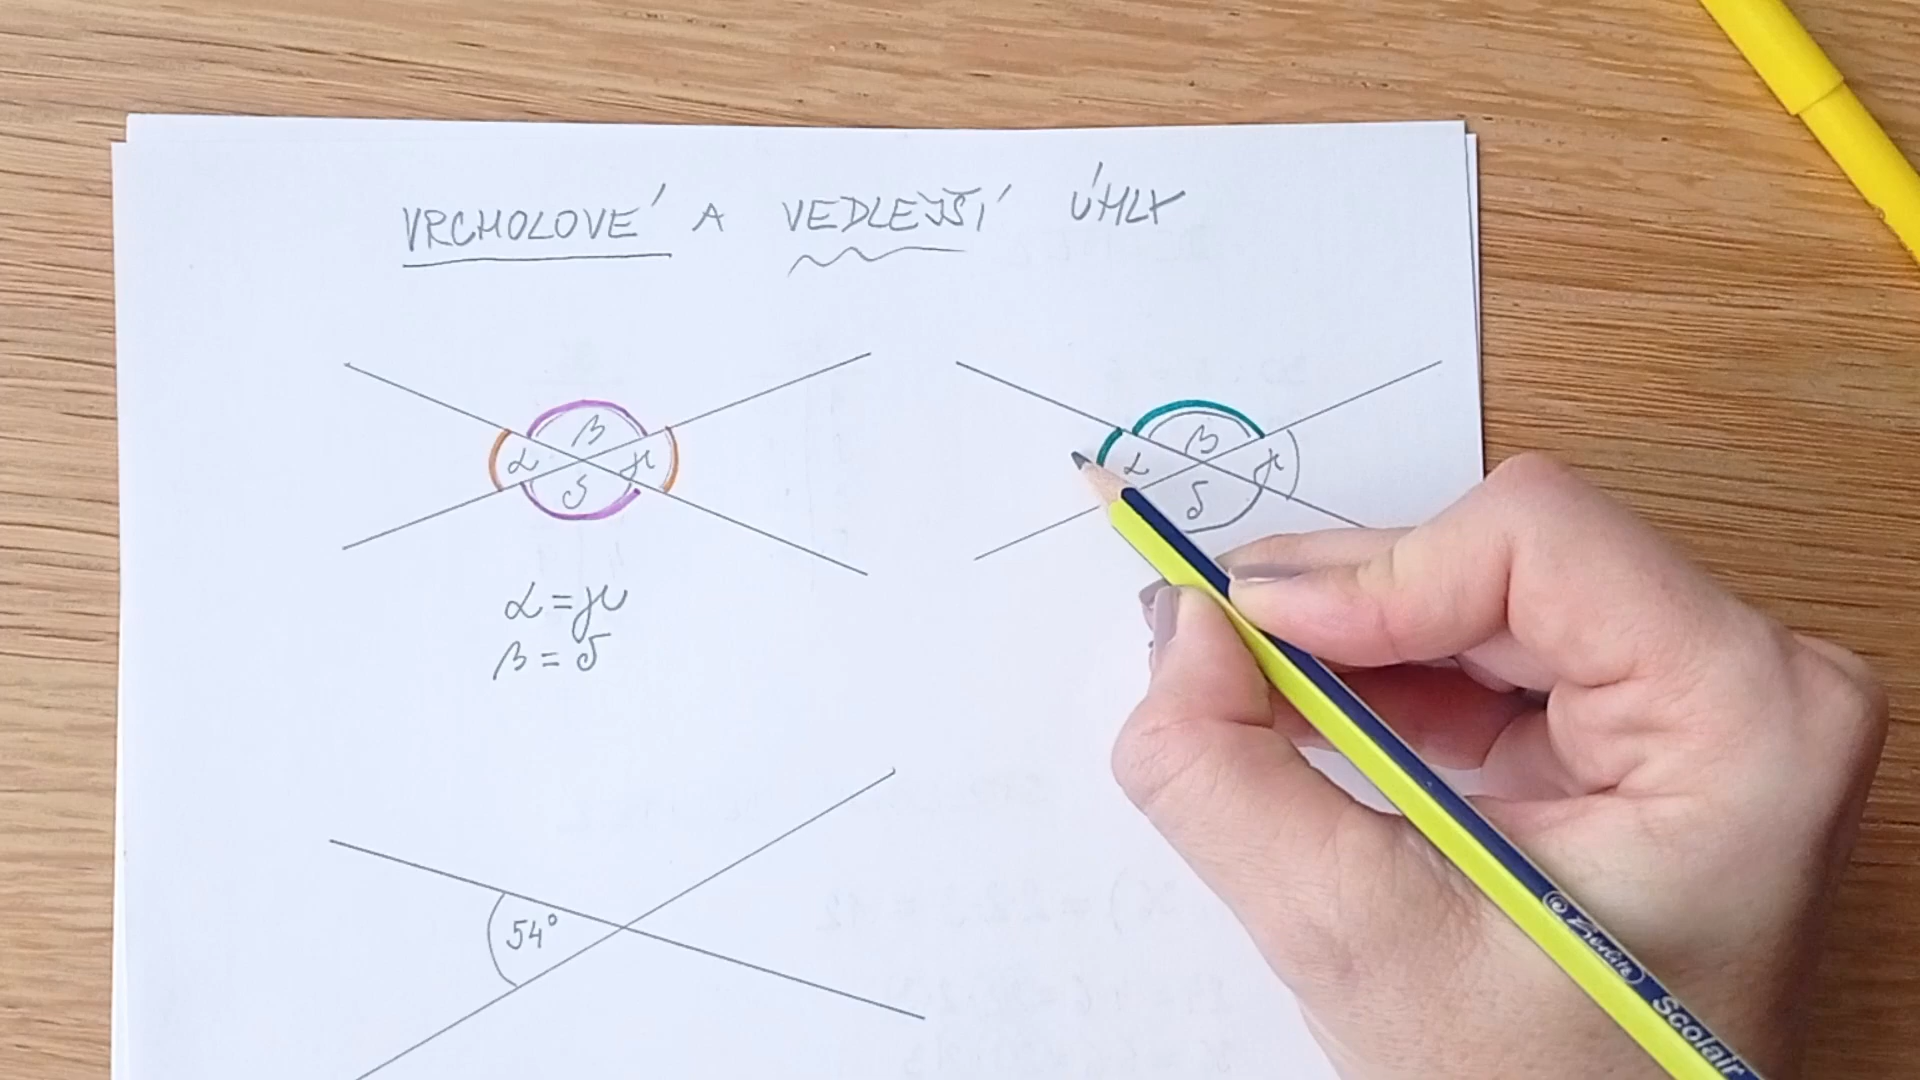 VRCHOLOVÉ A VEDLEJŠÍ ÚHLY
β
α γ
δ
β
α γ
δ
α = γ
β = δ
54°
Scolair